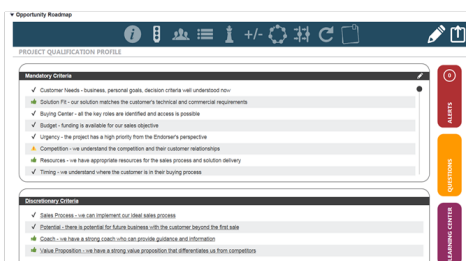 Opportunity Roadmap
+/-
PROJECT QUALIFICATION PROFILE
Mandatory Criteria
Customer Needs - business, personal goals, decision criteria well understood now
Solution Fit - our solution matches the customer's technical and commercial requirements
Buying Center - all the key roles are identified and access is possible
Budget - funding is available for our sales objective
Urgency - the project has a high priority from the Endorser's perspective
Competition - we understand the competition and their customer relationships
Resources - we have appropriate resources for the sales process and solution delivery
Timing - we understand where the customer is in their buying process
Discretionary Criteria
Sales Process - we can implement our ideal sales process
Potential - there is potential for future business with the customer beyond the first sale
Coach - we have a strong coach who can provide guidance and information
Value Proposition - we have a strong value proposition that differentiates us from competitors
ALERTS
QUESTIONS
LEARNING CENTER